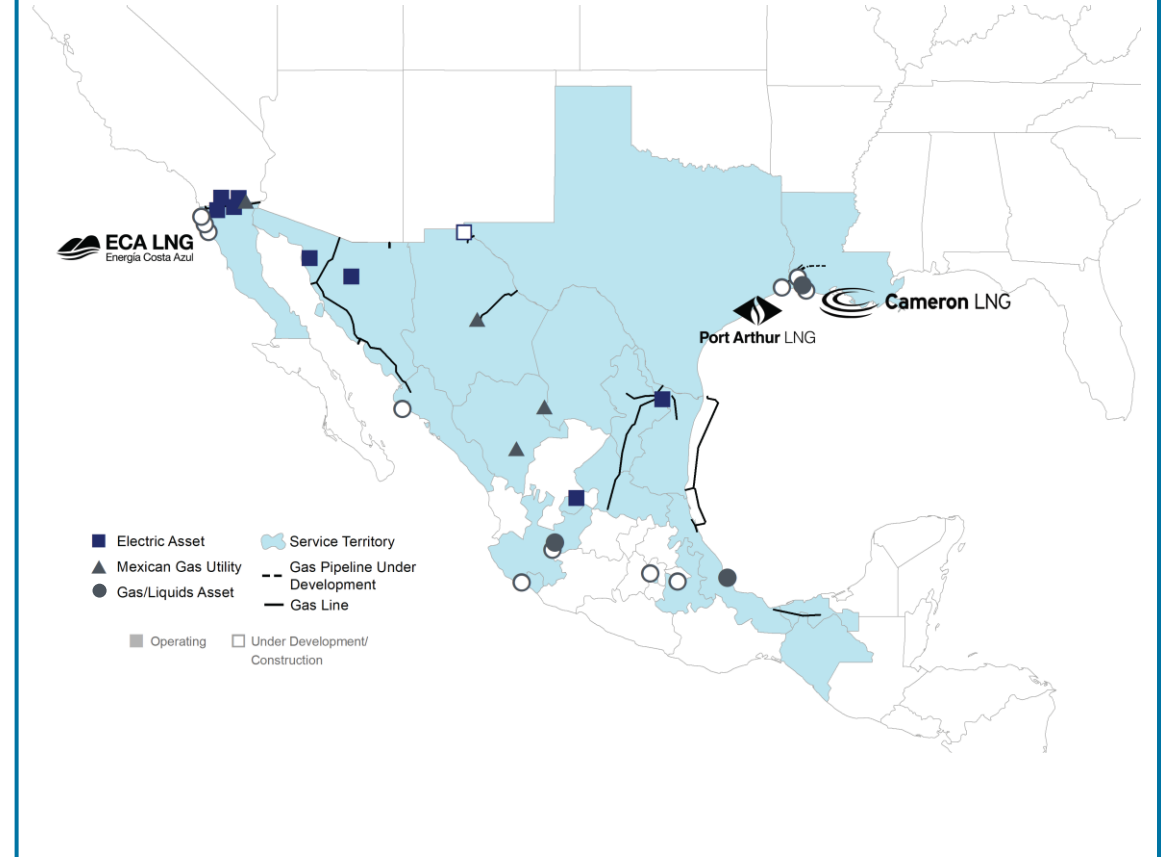 ECA LNG
Energía Costa Azul
Cameron LNG
Port Arthur LNG
Electric Asset
Mexican Gas Utility
Gas/Liquids Asset
Service Territory
Gas Pipeline Under
Development
Gas Line
Operating
Under Development/
Construction